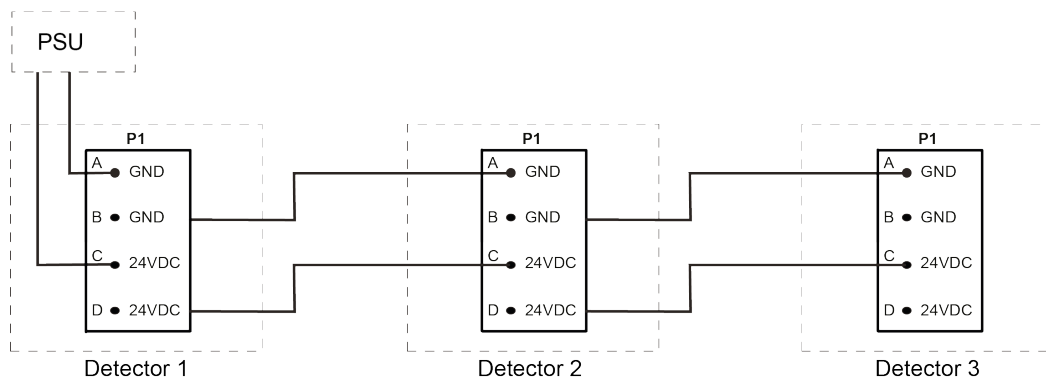 PSU
P1
A GND
B GND
C 24VDC
D 24VDC
Detector 1
P1
A GND
B GND
C 24VDC
D 24VDC
Detector 2
P1
A GND
B GND
C 24VDC
D 24VDC
Detector 3